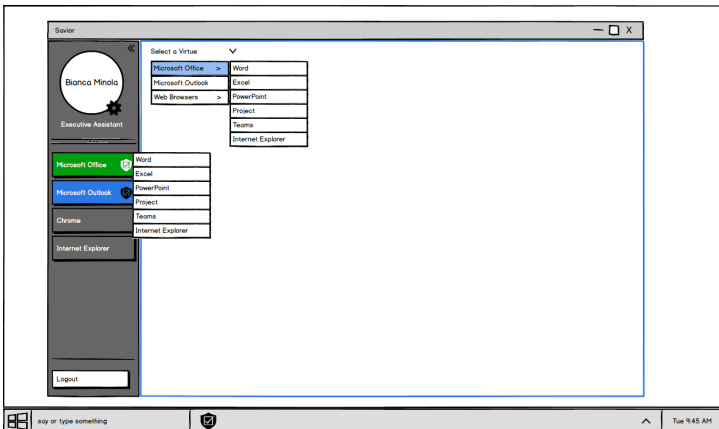 Savior
X
Select a Virtue
Microsoft Office >
Microsoft Outlook
Web Browsers >
Word
Excel
PowerPoint
Project
Teams
Internet Explorer
Bianca Minola
Executive Assistant
Microsoft Office
Microsoft Outlook
Chrome
Internet Explorer
Word
Excel
PowerPoint
Project
Teams
Internet Explorer
Logout
say or type something
Tue 9:45 AM